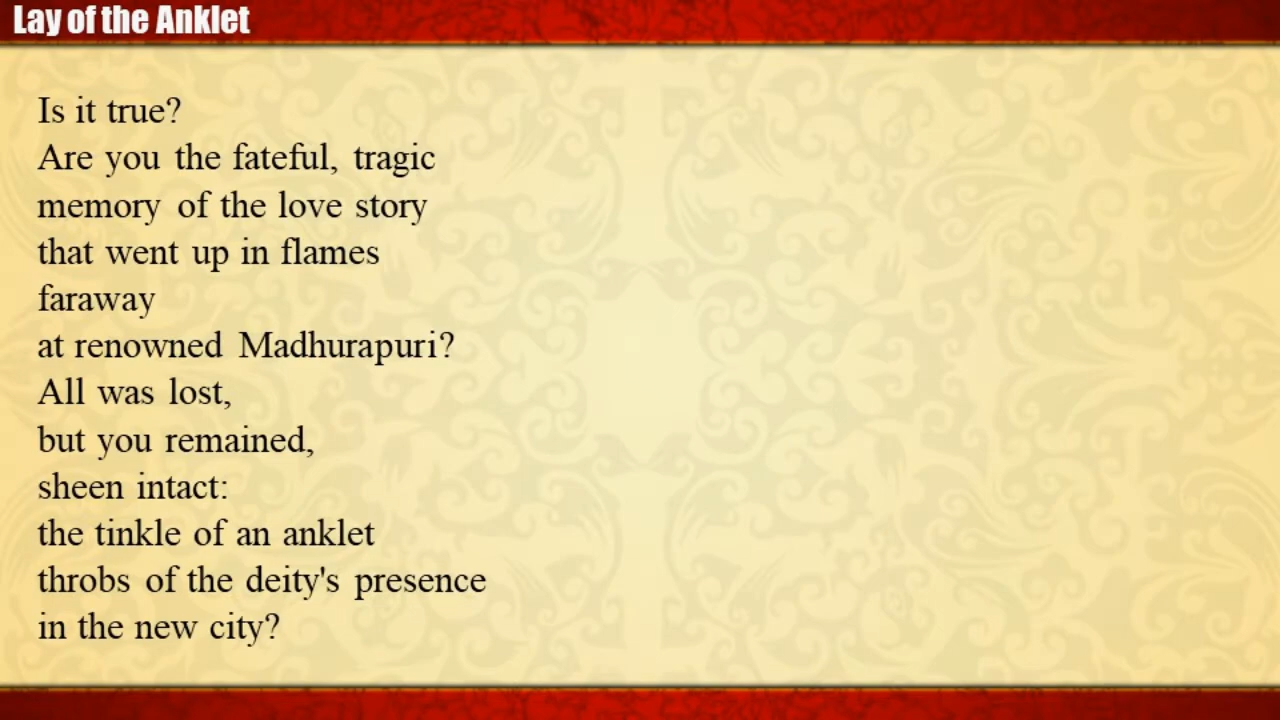 Lay of the Anklet
Is it true?
Are you the fateful, tragic
memory of the love story
that went up in flames
faraway
at renowned Madhurapuri?
All was lost,
but you remained,
sheen intact:
the tinkle of an anklet
throbs of the deity's presence
in the new city?